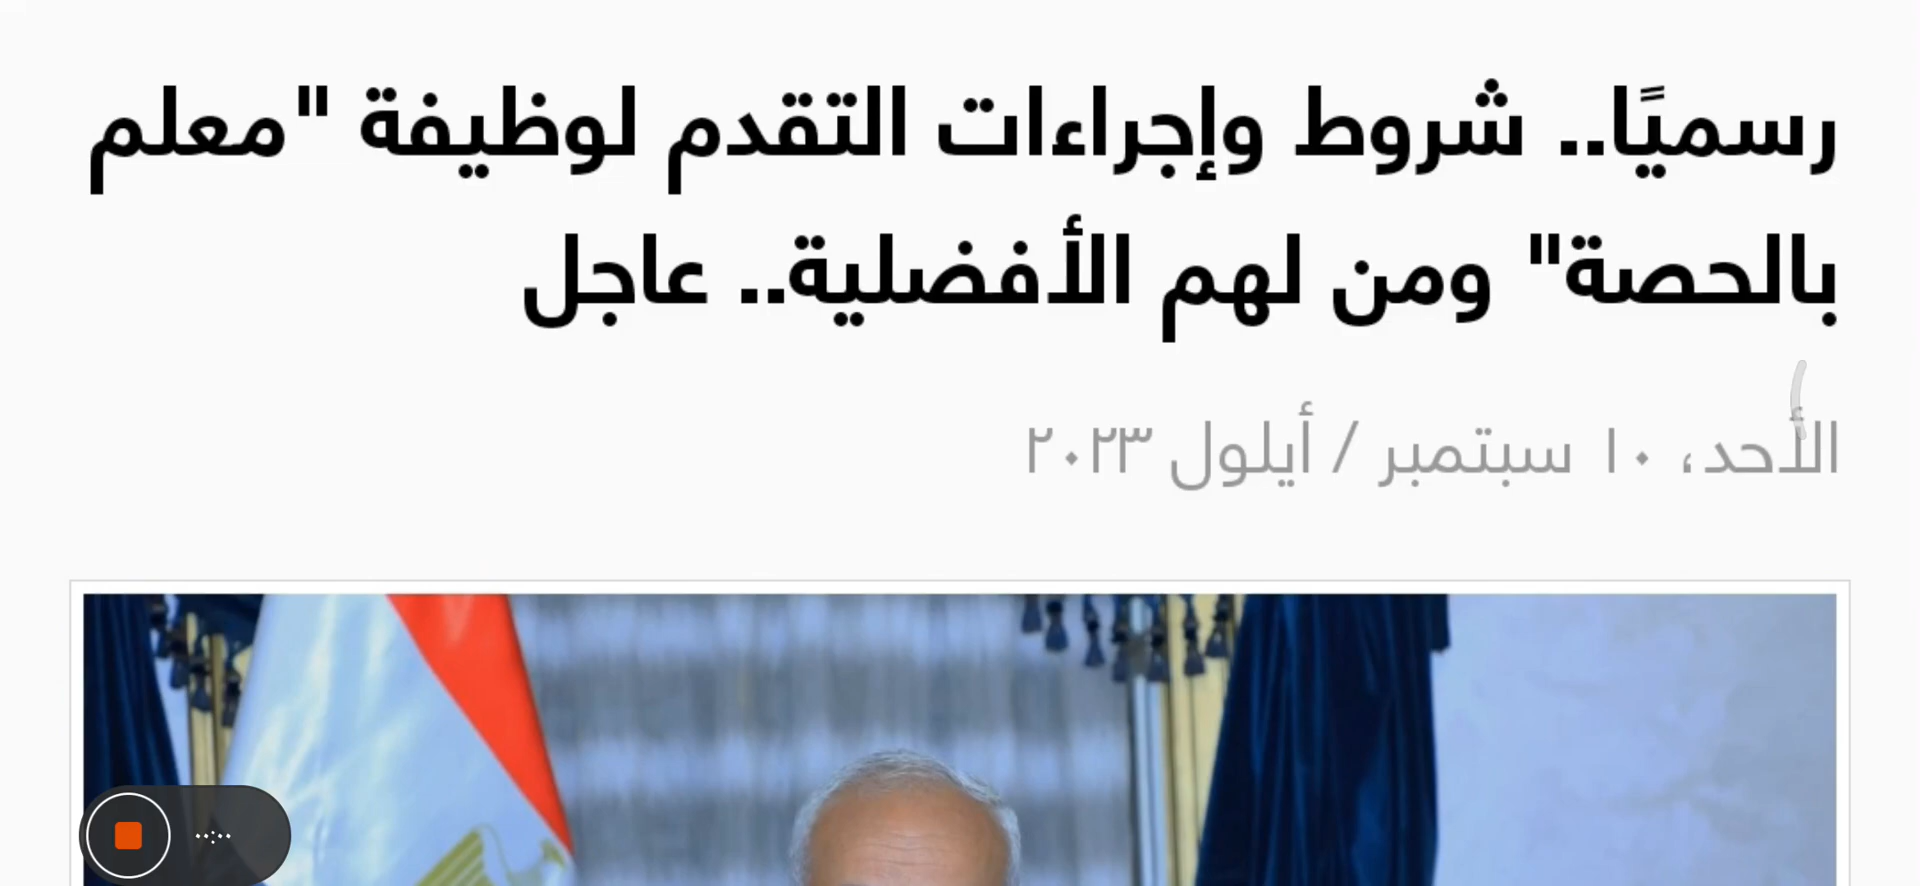 رسميًا.. شروط وإجراءات التقدم لوظيفة "معلم
بالحصة" ومن لهم الأفضلية.. عاجل
الأحد، ١٠ سبتمبر / أيلول ٢٠٢٣